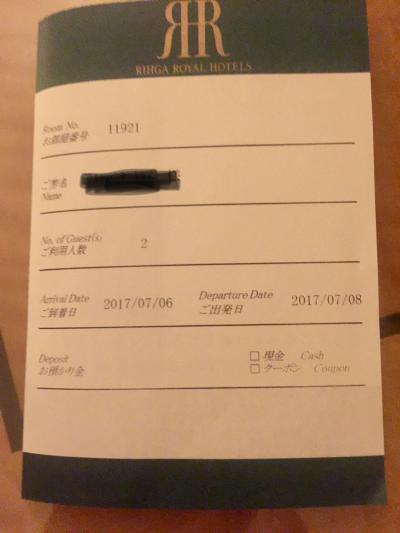 RR
RIHGA ROYAL HOTELS
Room No. 11921
お部屋番号
ご芳名
Name
No. of Guest(s) 2
ご利用人数
Arrival Date 2017/07/06 Departure Date 2017/07/08
ご到着日 ご出発日
Deposit □ 現金 Cash
お預かり金 □ クーポン Coupon